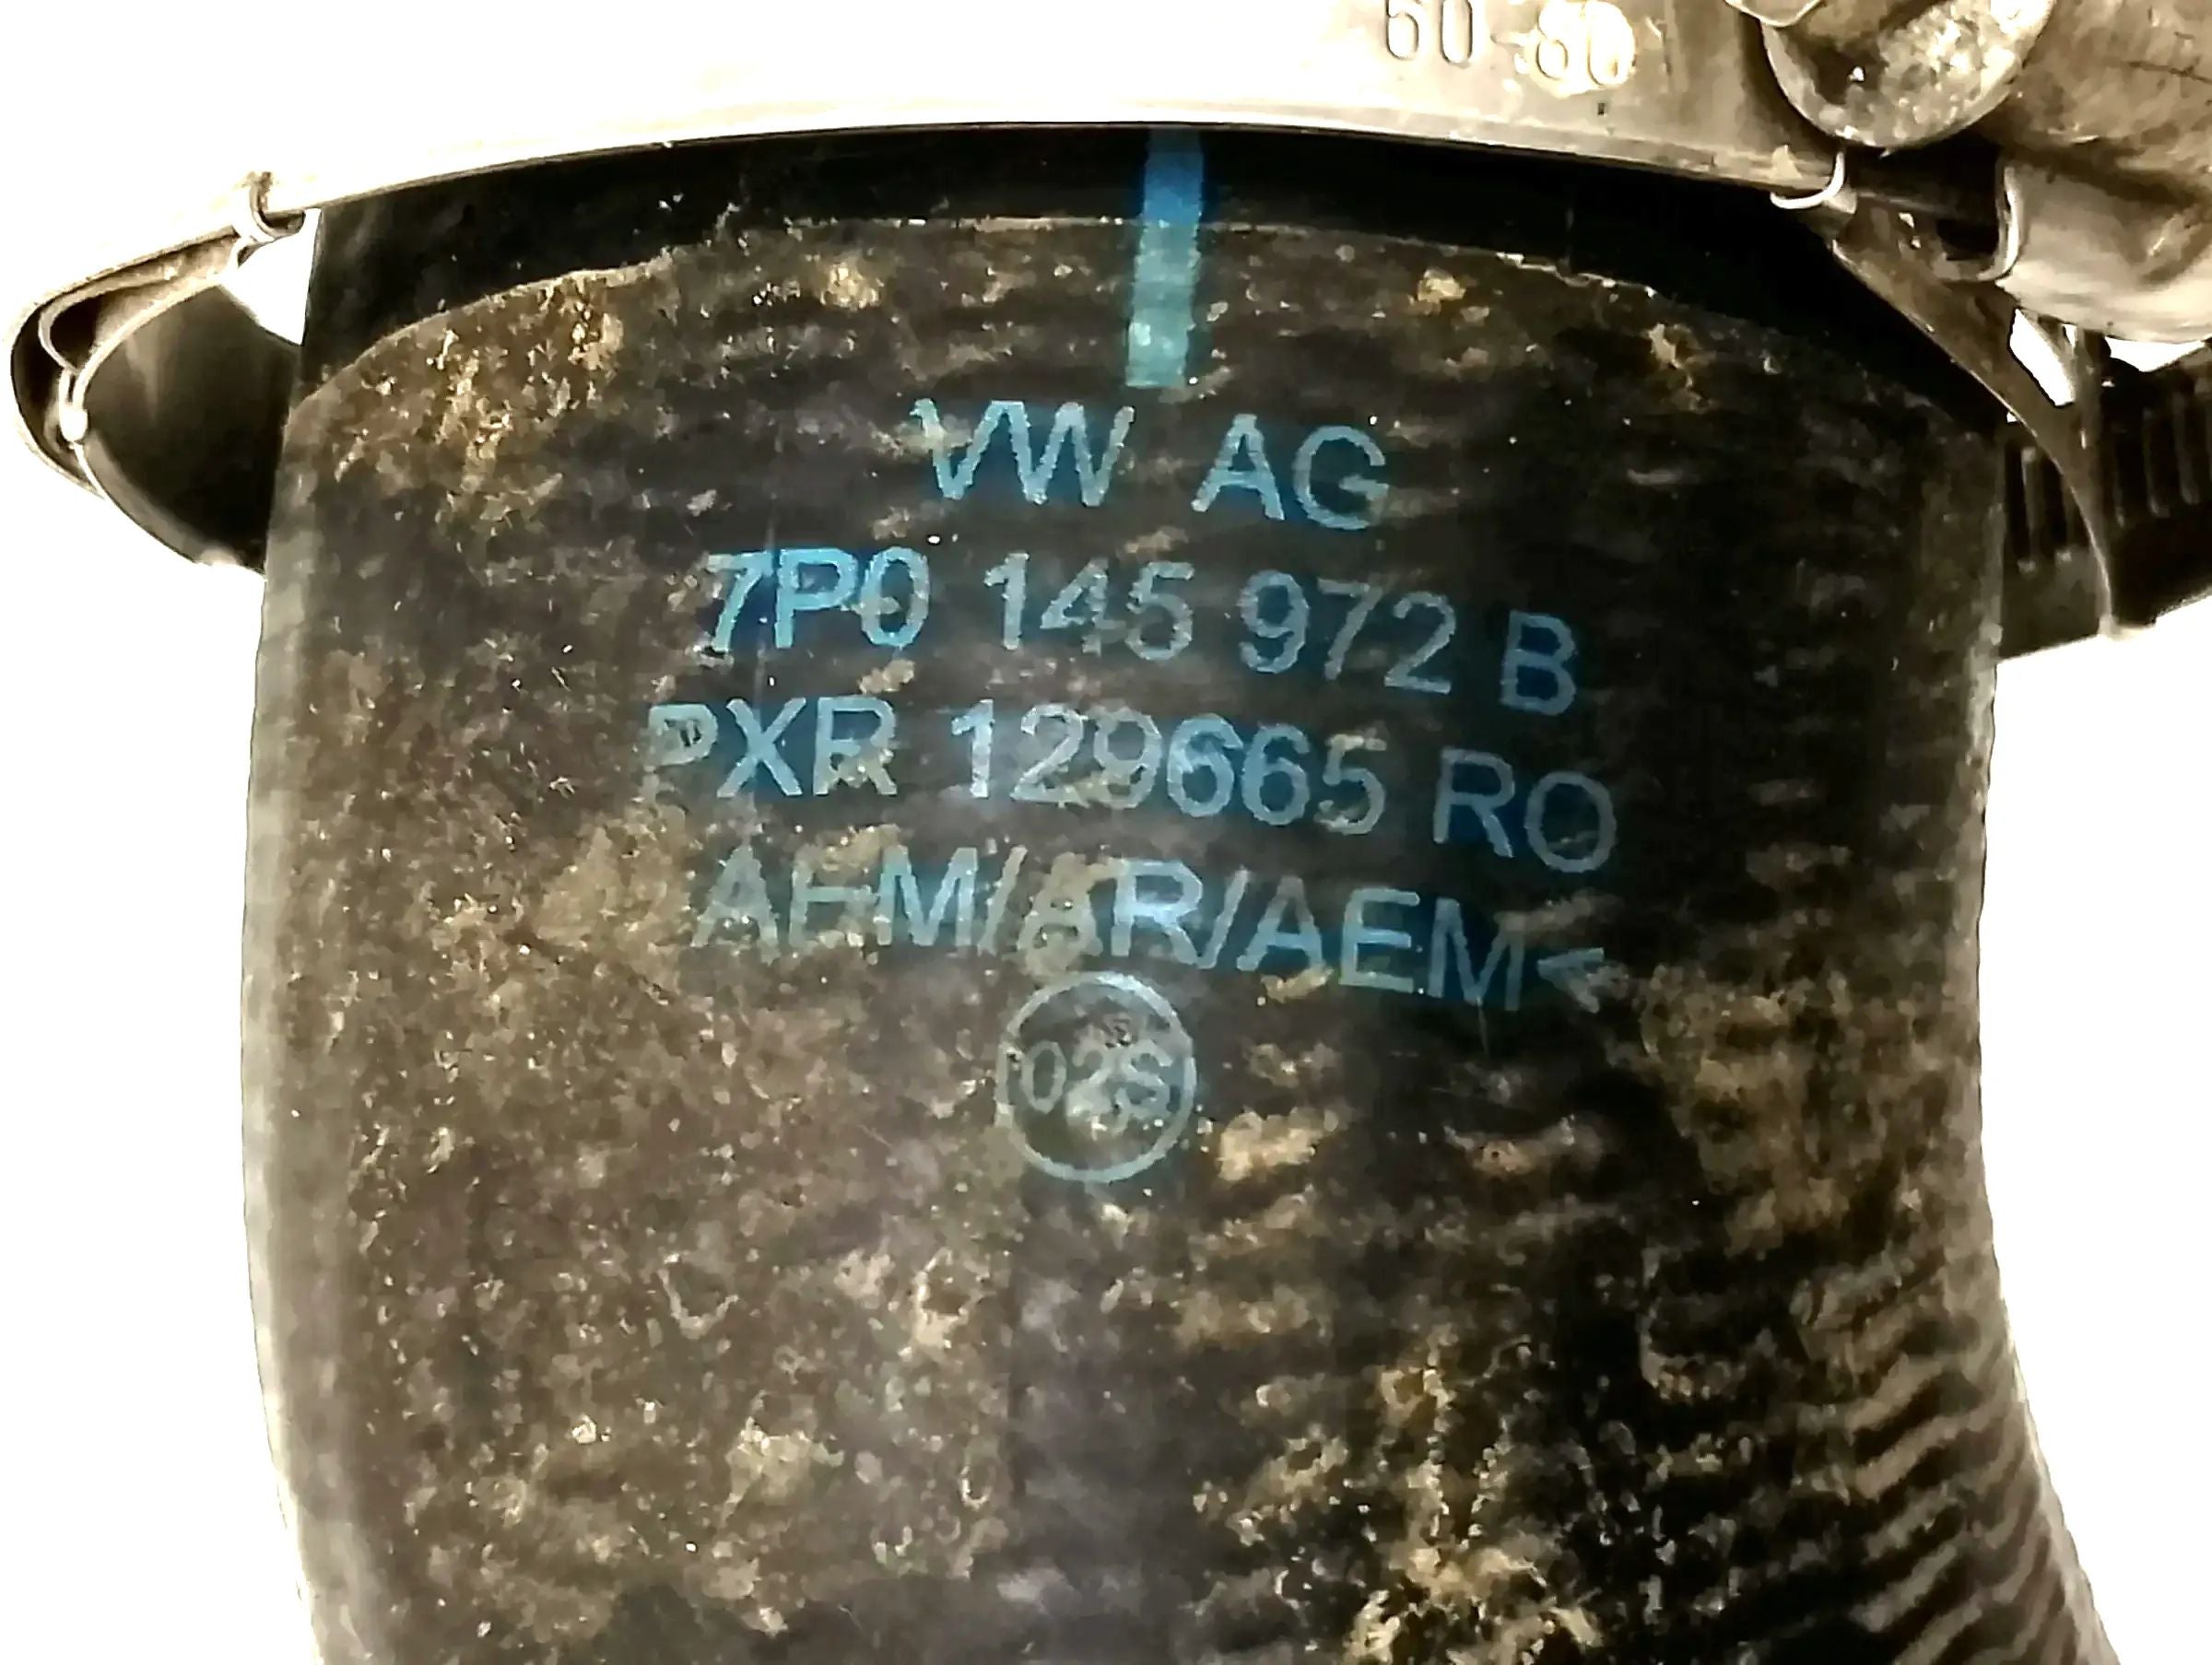 60-80
VW AG
7P0 145 972 B
PXR 129665 RO
AEM/AR/AEM<
02S